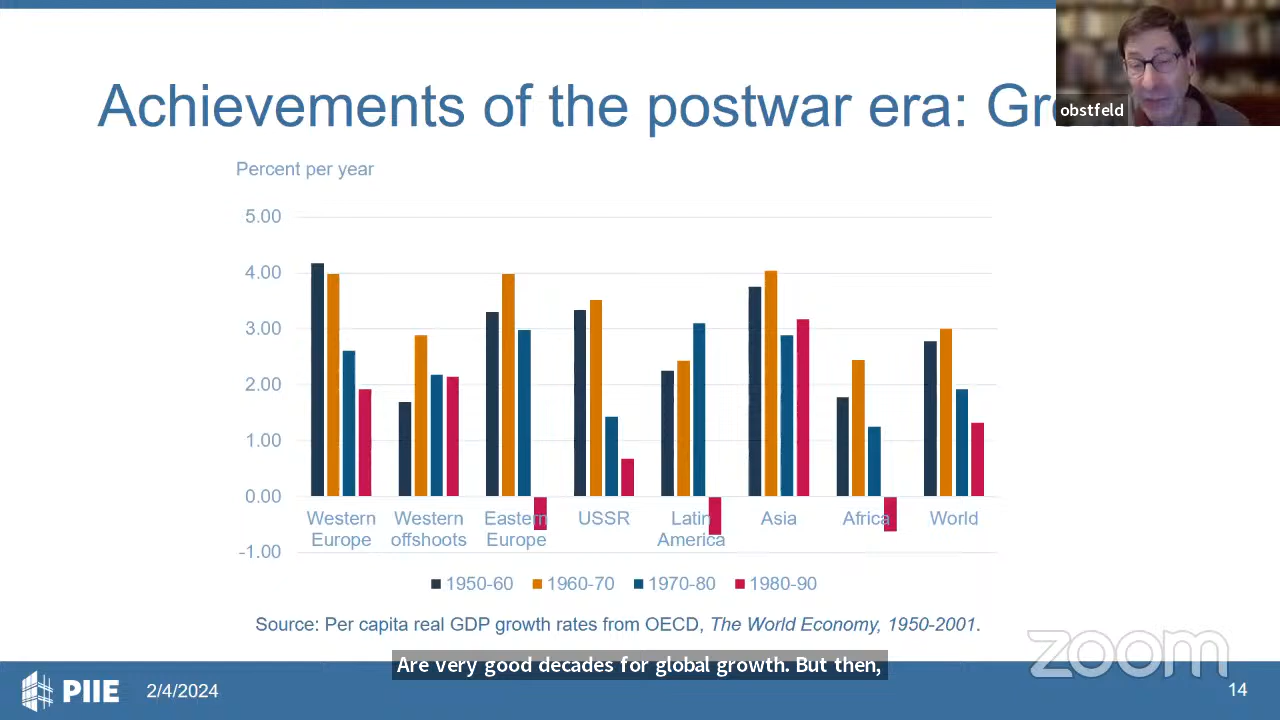 Achievements of the postwar era: Gr
obstfeld
Percent per year
5.00
4.00
3.00
2.00
1.00
0.00
-1.00
Western Europe
Western offshoots
Eastern Europe
USSR
Latin America
Asia
Africa
World
1950-60 1960-70 1970-80 1980-90
Source: Per capita real GDP growth rates from OECD, The World Economy, 1950-2001.
zoom
Are very good decades for global growth. But then,
PIIE 2/4/2024 14